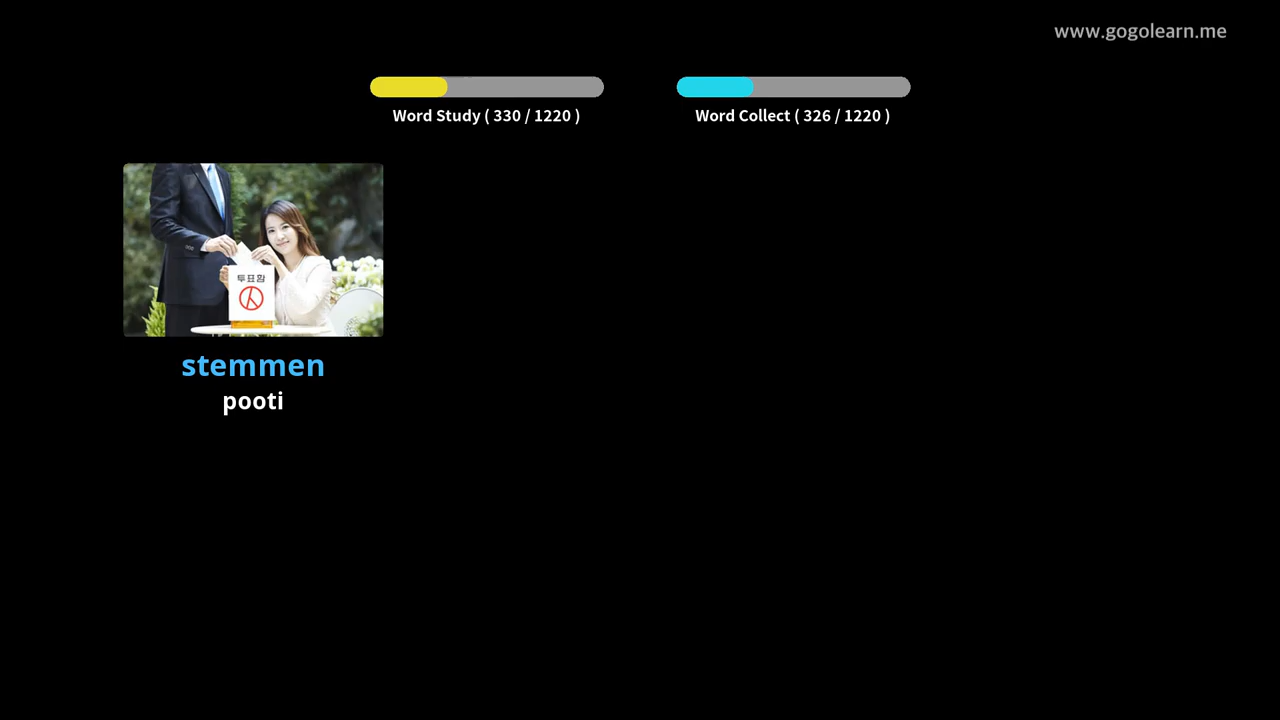 www.gogolearn.me
Word Study ( 330 / 1220 )
Word Collect ( 326 / 1220 )
투표함
stemmen
pooti